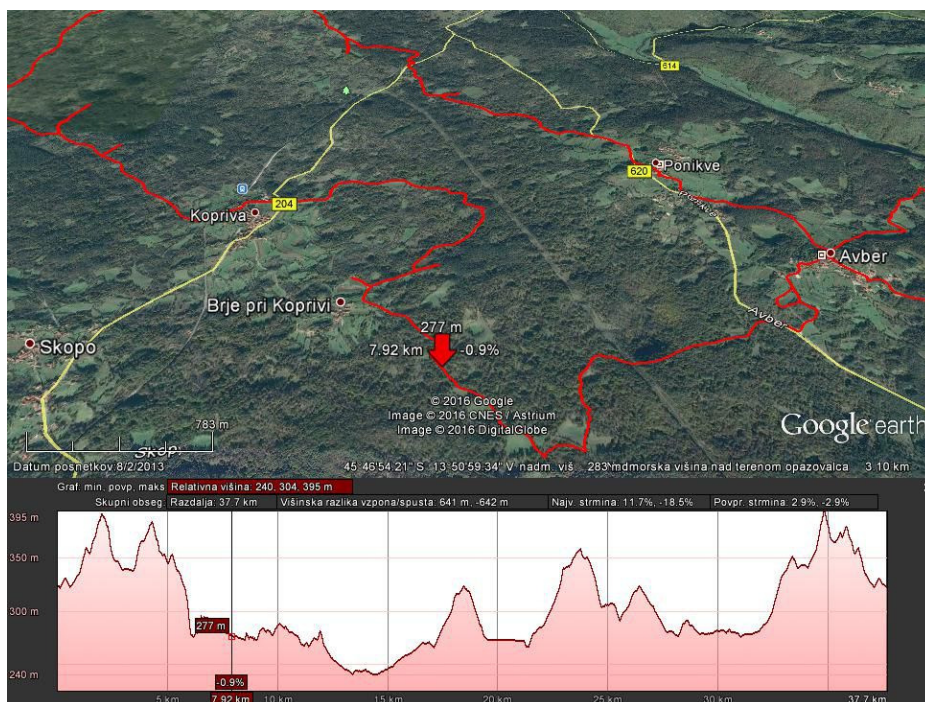 614
Ponikve
620
204
Kopriva
Avber
Brje pri Koprivi
Avber
277 m
7.92 km
-0.9%
Skopo
© 2016 Google
Image © 2016 CNES / Astrium
Image © 2016 DigitalGlobe
783 m
Google earth
Datum posnetkov 8/2/2013
45 46'54.21" S 13 50'59.34" V nadm. viš. 283
morska višina nad terenom opazovalca 3.10 km
Graf: min. povp, maks Relativna višina: 240, 304, 395 m
Skupni obseg: Razdalja: 37.7 km Višinska razlika vzpona/spusta: 641 m, -642 m Najv. strmina: 11.7%, -18.5% Povpr. strmina: 2.9%, -2.9%
395 m
350 m
300 m
277 m
240 m
-0.9%
5 km
7.92 km
10 km
15 km
20 km
25 km
30 km
37.7 km